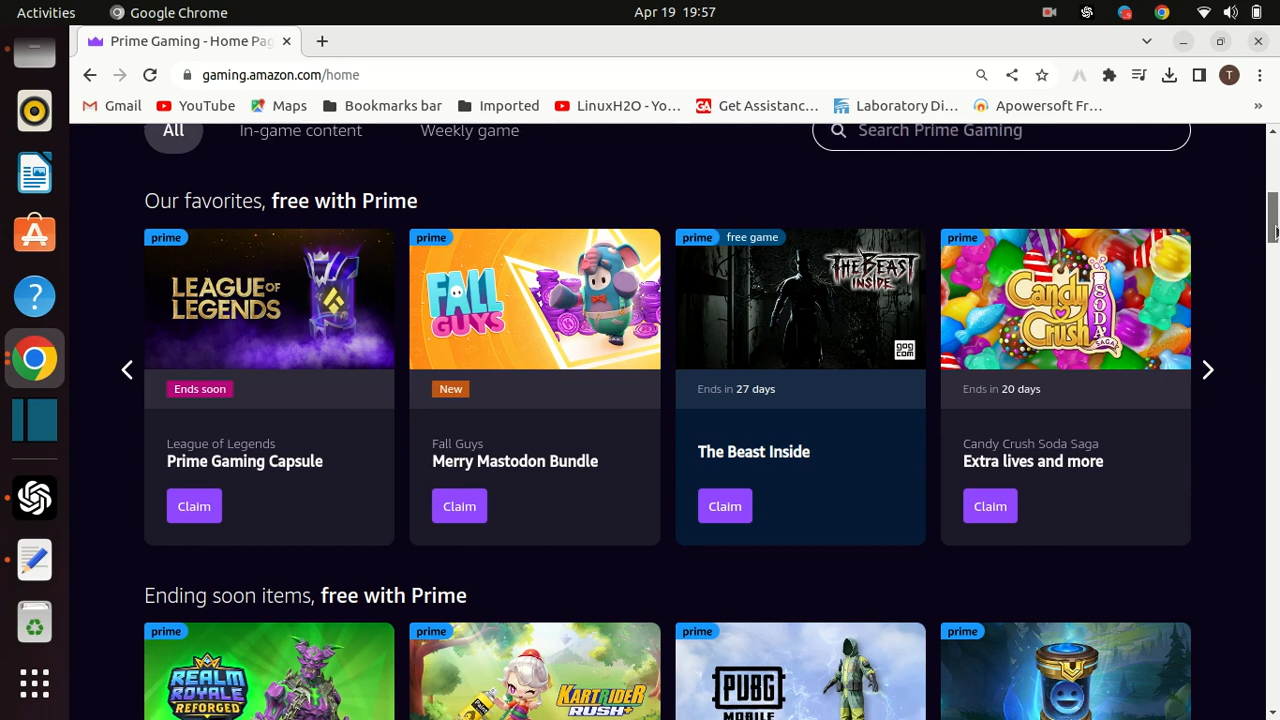 Activities
Google Chrome
Apr 19 19:57
Prime Gaming - Home Pag
gaming.amazon.com/home
T
Gmail
YouTube
Maps
Bookmarks bar
Imported
LinuxH2O - Yo...
Get Assistanc...
Laboratory Di...
Apowersoft Fr...
»
All
In-game content
Weekly game
Search Prime Gaming
Our favorites, free with Prime
prime
LEAGUE OF
LEGENDS
Ends soon
League of Legends
Prime Gaming Capsule
Claim
prime
FALL
GUYS
New
Fall Guys
Merry Mastodon Bundle
Claim
prime
free game
THE BEAST
INSIDE
GOG
COM
Ends in 27 days
The Beast Inside
Claim
prime
Candy
Crush
SODA
SAGA
Ends in 20 days
Candy Crush Soda Saga
Extra lives and more
Claim
Ending soon items, free with Prime
prime
REALM
ROYALE
REFORGED
prime
KARTRIDER
RUSH+
prime
PUBG
MOBILE
prime